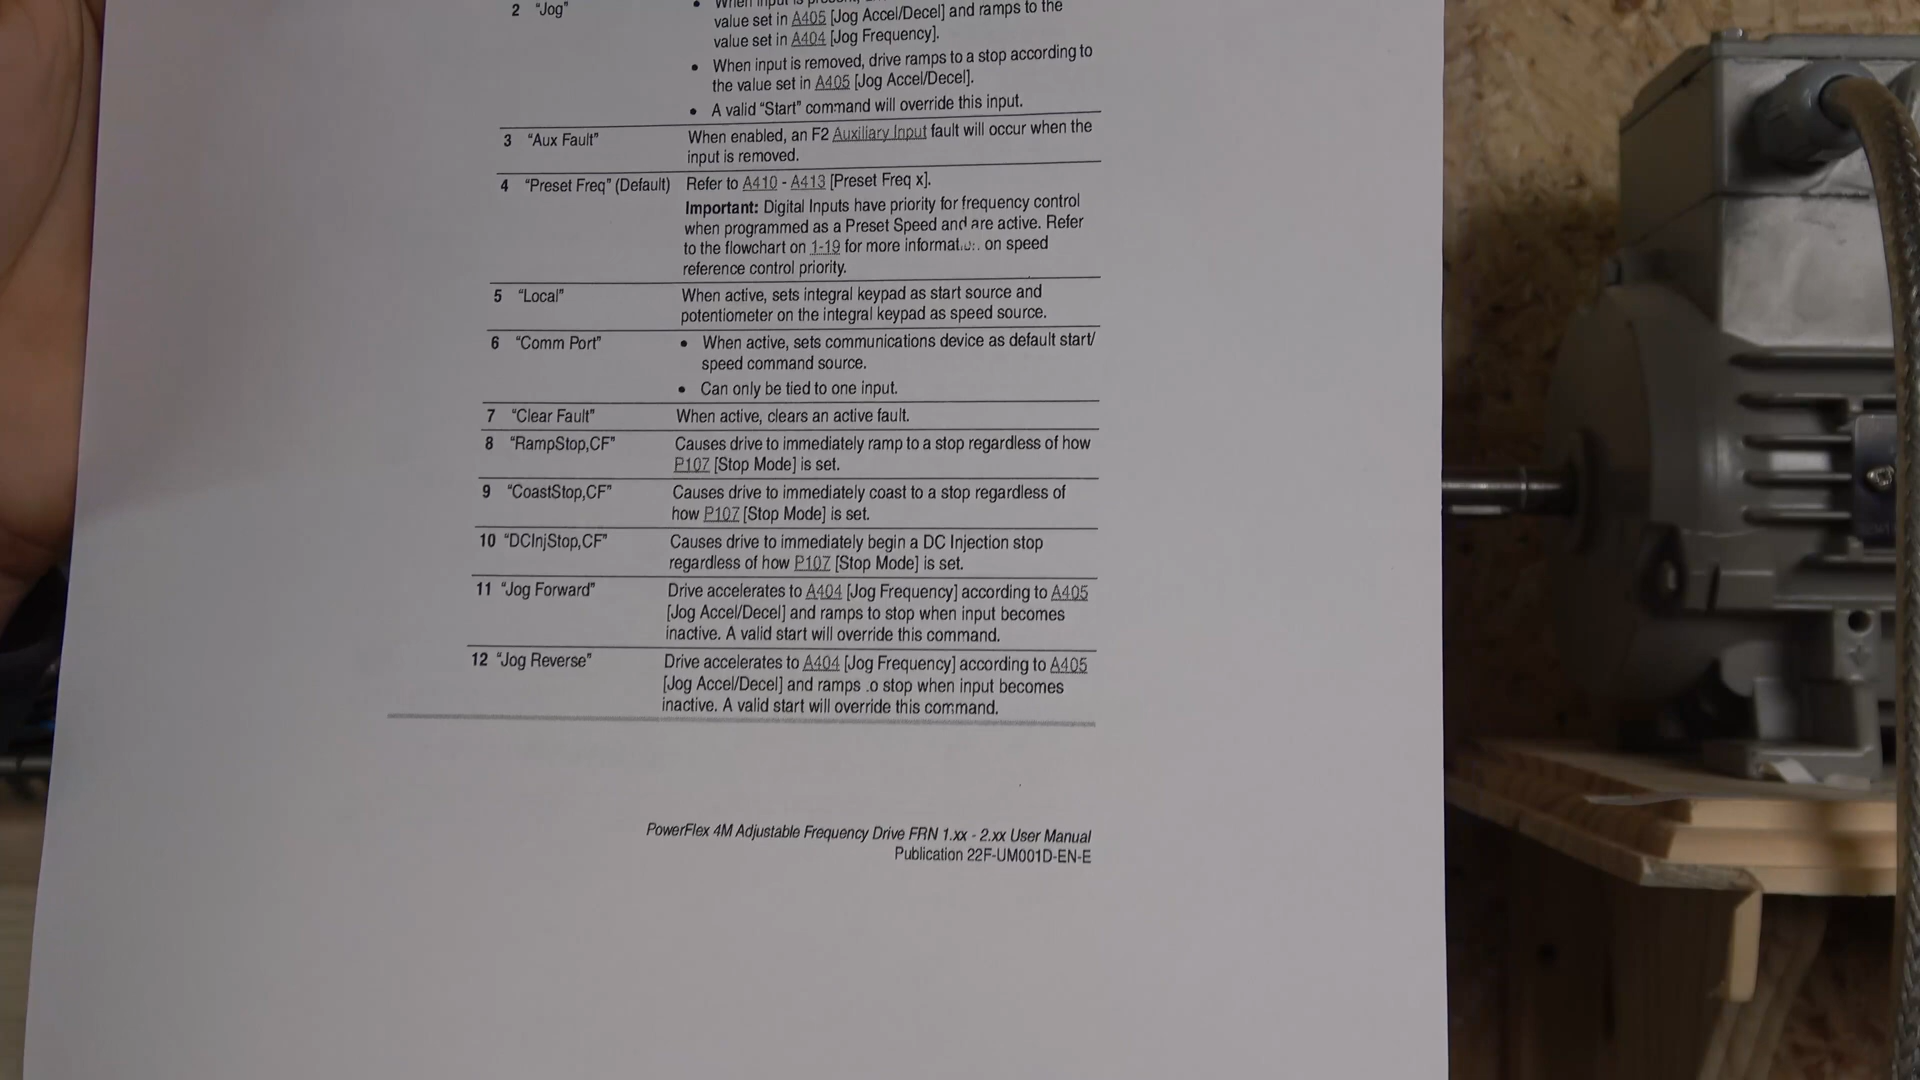 2 "Jog"
• When input is present,
value set in A405 [Jog Accel/Decel] and ramps to the
value set in A404 [Jog Frequency].
• When input is removed, drive ramps to a stop according to
the value set in A405 [Jog Accel/Decel].
• A valid "Start" command will override this input.
3 "Aux Fault" When enabled, an F2 Auxiliary Input fault will occur when the
input is removed.
4 "Preset Freq" (Default) Refer to A410 - A413 [Preset Freq x].
Important: Digital Inputs have priority for frequency control
when programmed as a Preset Speed and are active. Refer
to the flowchart on 1-19 for more informat on speed
reference control priority.
5 "Local" When active, sets integral keypad as start source and
potentiometer on the integral keypad as speed source.
6 "Comm Port" • When active, sets communications device as default start/
speed command source.
• Can only be tied to one input.
7 "Clear Fault" When active, clears an active fault.
8 "RampStop,CF" Causes drive to immediately ramp to a stop regardless of how
P107 [Stop Mode] is set.
9 "CoastStop,CF" Causes drive to immediately coast to a stop regardless of
how P107 [Stop Mode] is set.
10 "DCInjStop,CF" Causes drive to immediately begin a DC Injection stop
regardless of how P107 [Stop Mode] is set.
11 "Jog Forward" Drive accelerates to A404 [Jog Frequency] according to A405
[Jog Accel/Decel] and ramps to stop when input becomes
inactive. A valid start will override this command.
12 "Jog Reverse" Drive accelerates to A404 [Jog Frequency] according to A405
[Jog Accel/Decel] and ramps .o stop when input becomes
inactive. A valid start will override this command.
PowerFlex 4M Adjustable Frequency Drive FRN 1.xx - 2.xx User Manual
Publication 22F-UM001D-EN-E